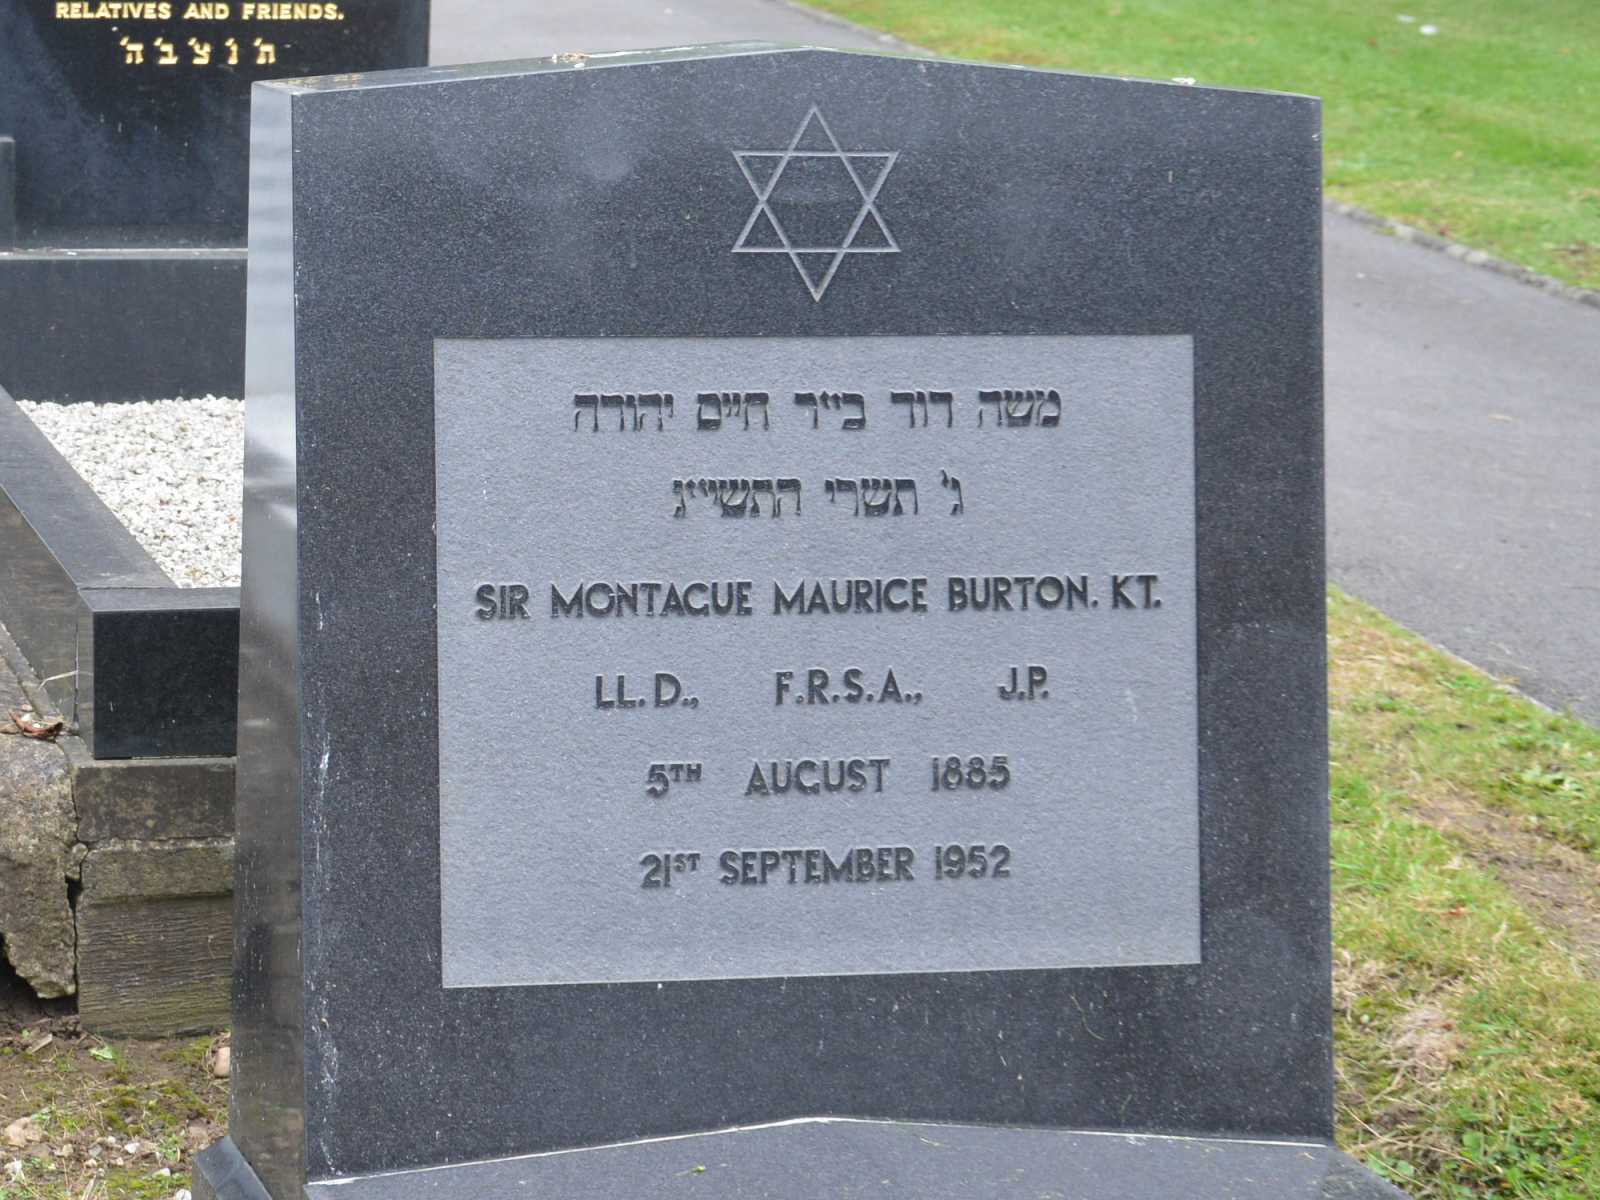 RELATIVES AND FRIENDS.
ת' נ' צ' ב' ה'
משה דוד בי״ר חיים יהודה
ג' תשרי התשי״ג
SIR MONTAGUE MAURICE BURTON. KT.
LL.D., F.R.S.A., J.P.
5TH AUGUST 1885
21ST SEPTEMBER 1952